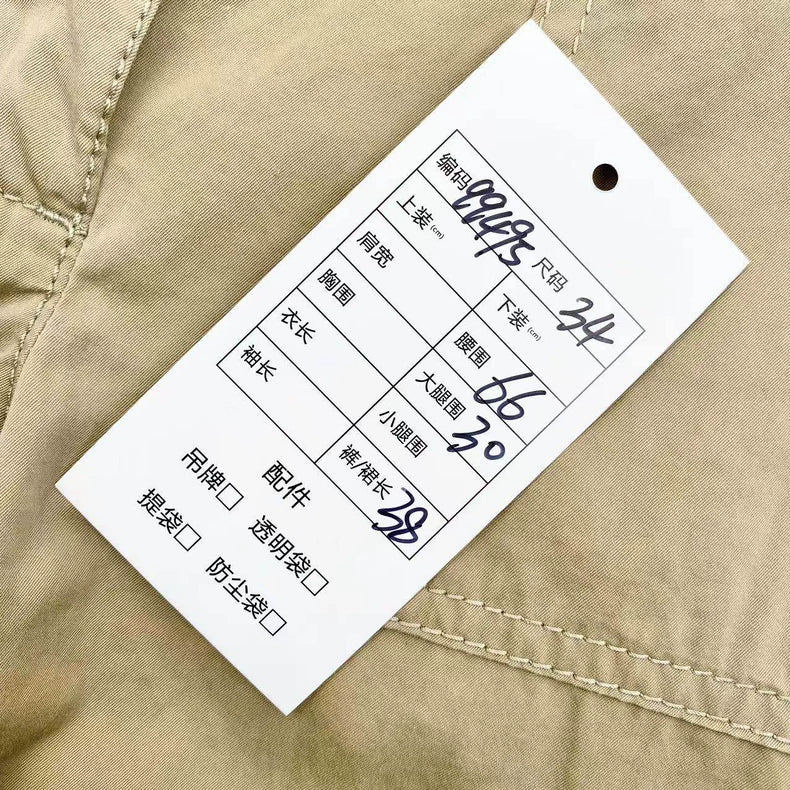 编码 99495 尺码 34
上装(cm) 下装(cm)
肩宽 腰围 66
胸围 大腿围 30
衣长 小腿围
袖长 裤/裙长 38
配件
吊牌□ 透明袋□
提袋□ 防尘袋□